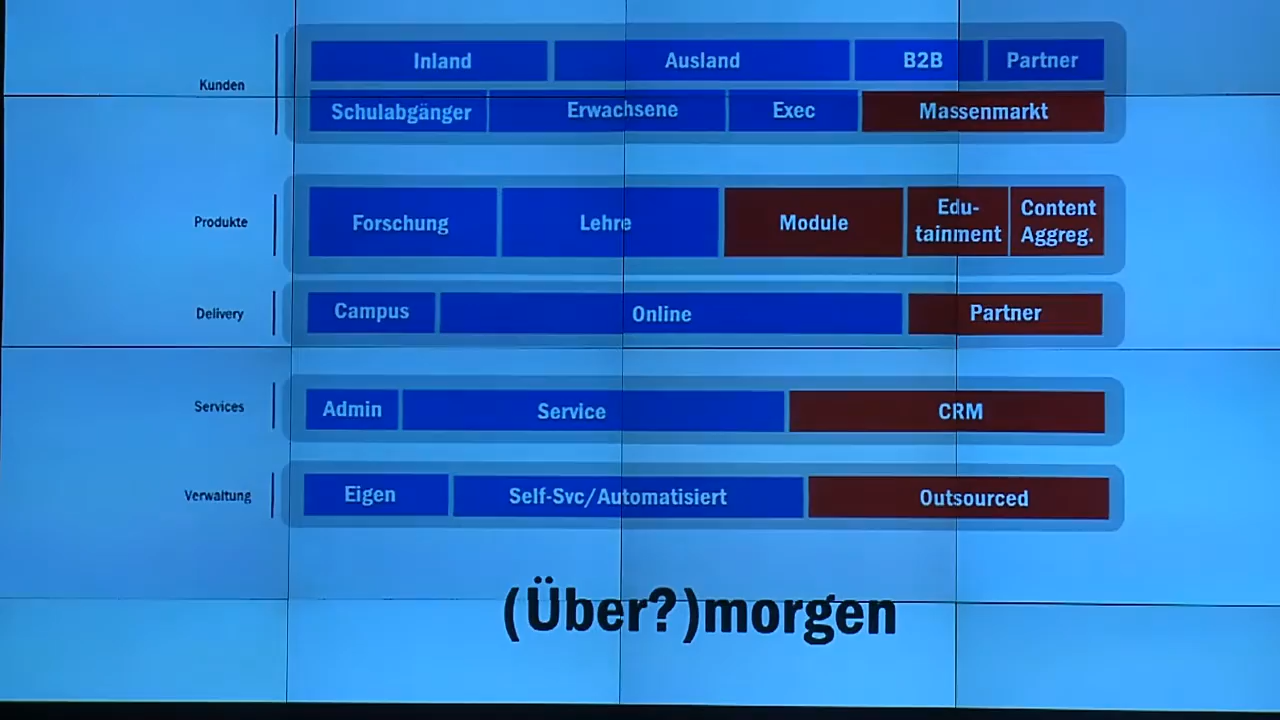 Kunden
Inland Ausland B2B Partner
Schulabgänger Erwachsene Exec Massenmarkt
Produkte
Forschung Lehre Module
Edu-
tainment
Content
Aggreg.
Delivery
Campus Online Partner
Services
Admin Service CRM
Verwaltung
Eigen Self-Svc/Automatisiert Outsourced
(Über?)morgen